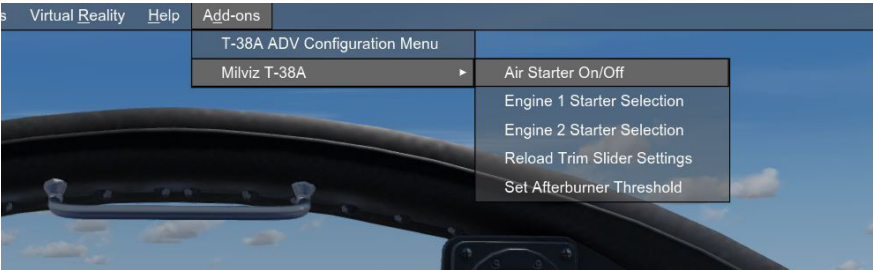 s Virtual Reality Help Add-ons
T-38A ADV Configuration Menu
Milviz T-38A
Air Starter On/Off
Engine 1 Starter Selection
Engine 2 Starter Selection
Reload Trim Slider Settings
Set Afterburner Threshold